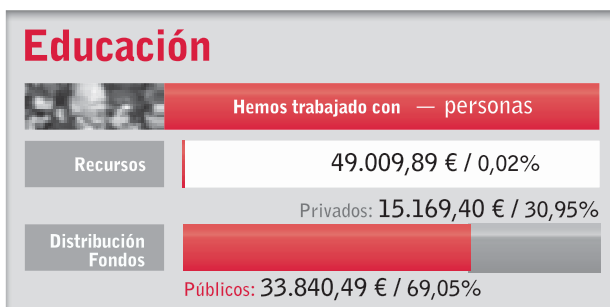 Educación
Hemos trabajado con — personas
Recursos
49.009,89 € / 0,02%
Privados: 15.169,40 € / 30,95%
Distribución
Fondos
Públicos: 33.840,49 € / 69,05%